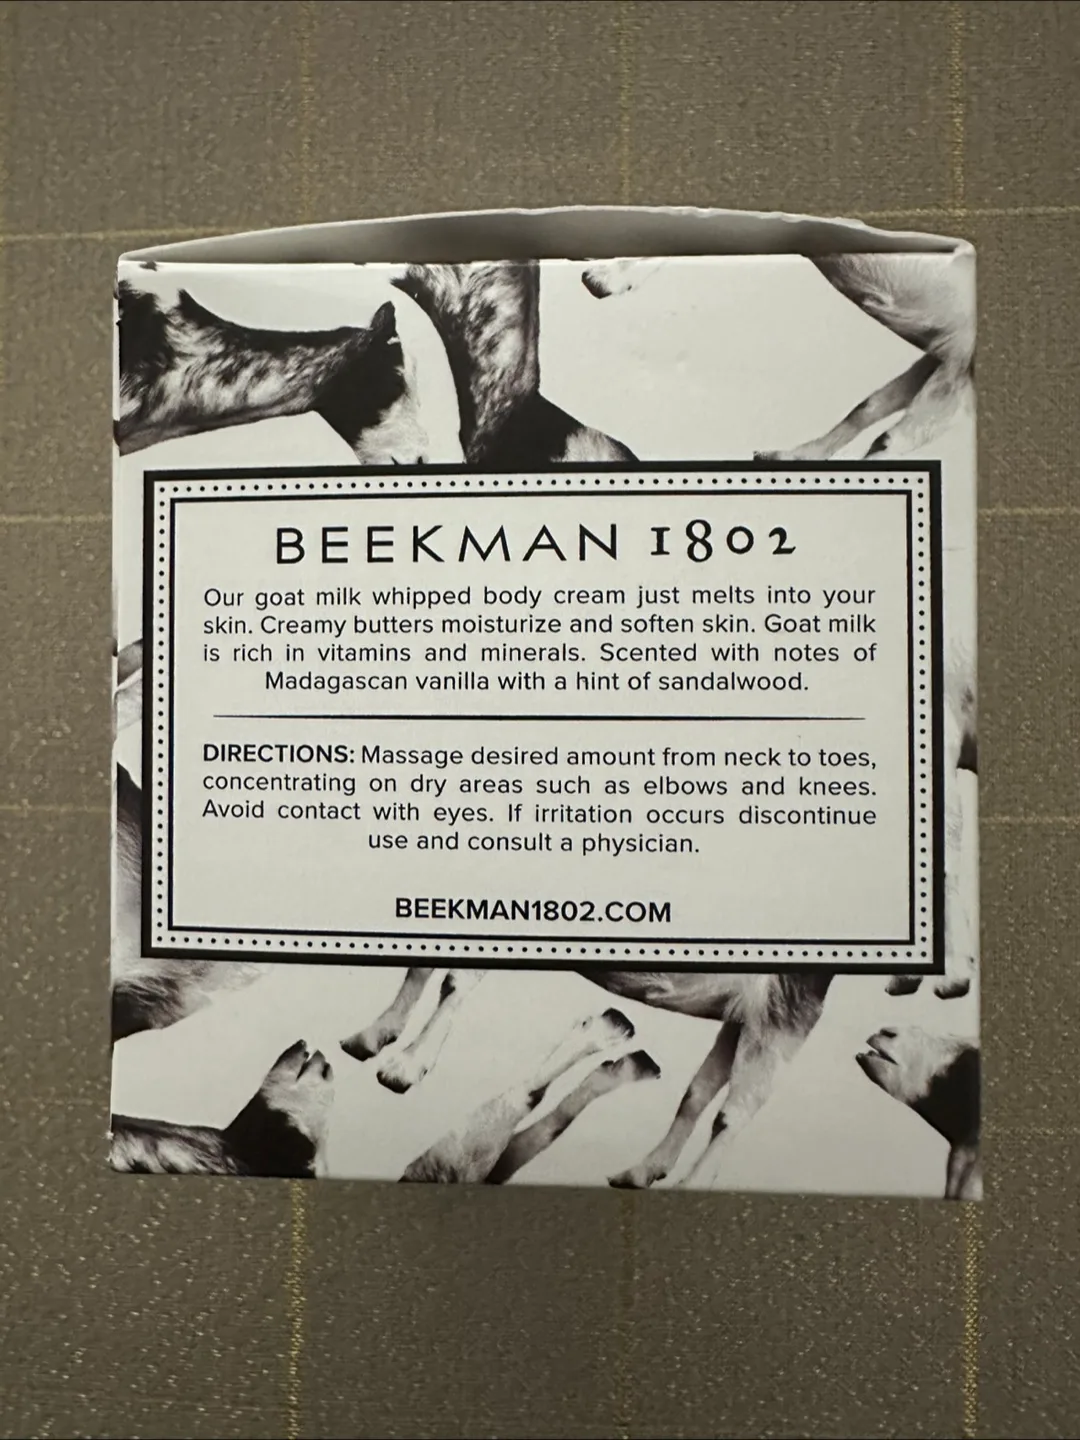 BEEKMAN 1802
Our goat milk whipped body cream just melts into your
skin. Creamy butters moisturize and soften skin. Goat milk
is rich in vitamins and minerals. Scented with notes of
Madagascan vanilla with a hint of sandalwood.
DIRECTIONS: Massage desired amount from neck to toes,
concentrating on dry areas such as elbows and knees.
Avoid contact with eyes. If irritation occurs discontinue
use and consult a physician.
BEEKMAN1802.COM